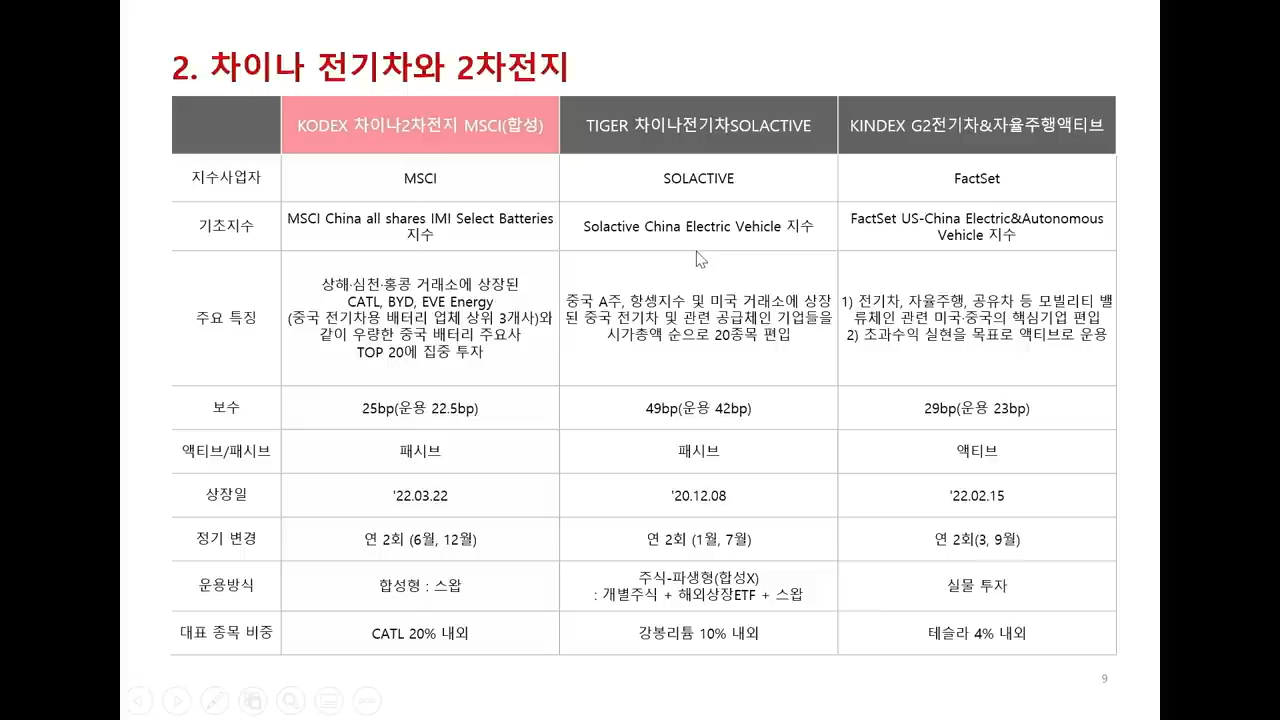 2. 차이나 전기차와 2차전지
KODEX 차이나2차전지 MSCI(합성)
TIGER 차이나전기차SOLACTIVE
KINDEX G2전기차&자율주행액티브
지수사업자
MSCI
SOLACTIVE
FactSet
기초지수
MSCI China all shares IMI Select Batteries
지수
Solactive China Electric Vehicle 지수
FactSet US-China Electric&Autonomous
Vehicle 지수
주요 특징
상해·심천·홍콩 거래소에 상장된
CATL, BYD, EVE Energy
(중국 전기차용 배터리 업체 상위 3개사)와
같이 우량한 중국 배터리 주요사
TOP 20에 집중 투자
중국 A주, 항셍지수 및 미국 거래소에 상장
된 중국 전기차 및 관련 공급체인 기업들을
시가총액 순으로 20종목 편입
1) 전기차, 자율주행, 공유차 등 모빌리티 밸
류체인 관련 미국·중국의 핵심기업 편입
2) 초과수익 실현을 목표로 액티브로 운용
보수
25bp(운용 22.5bp)
49bp(운용 42bp)
29bp(운용 23bp)
액티브/패시브
패시브
패시브
액티브
상장일
'22.03.22
'20.12.08
'22.02.15
정기 변경
연 2회 (6월, 12월)
연 2회 (1월, 7월)
연 2회(3, 9월)
운용방식
합성형 : 스왑
주식-파생형(합성X)
: 개별주식 + 해외상장ETF + 스왑
실물 투자
대표 종목 비중
CATL 20% 내외
강봉리튬 10% 내외
테슬라 4% 내외
9